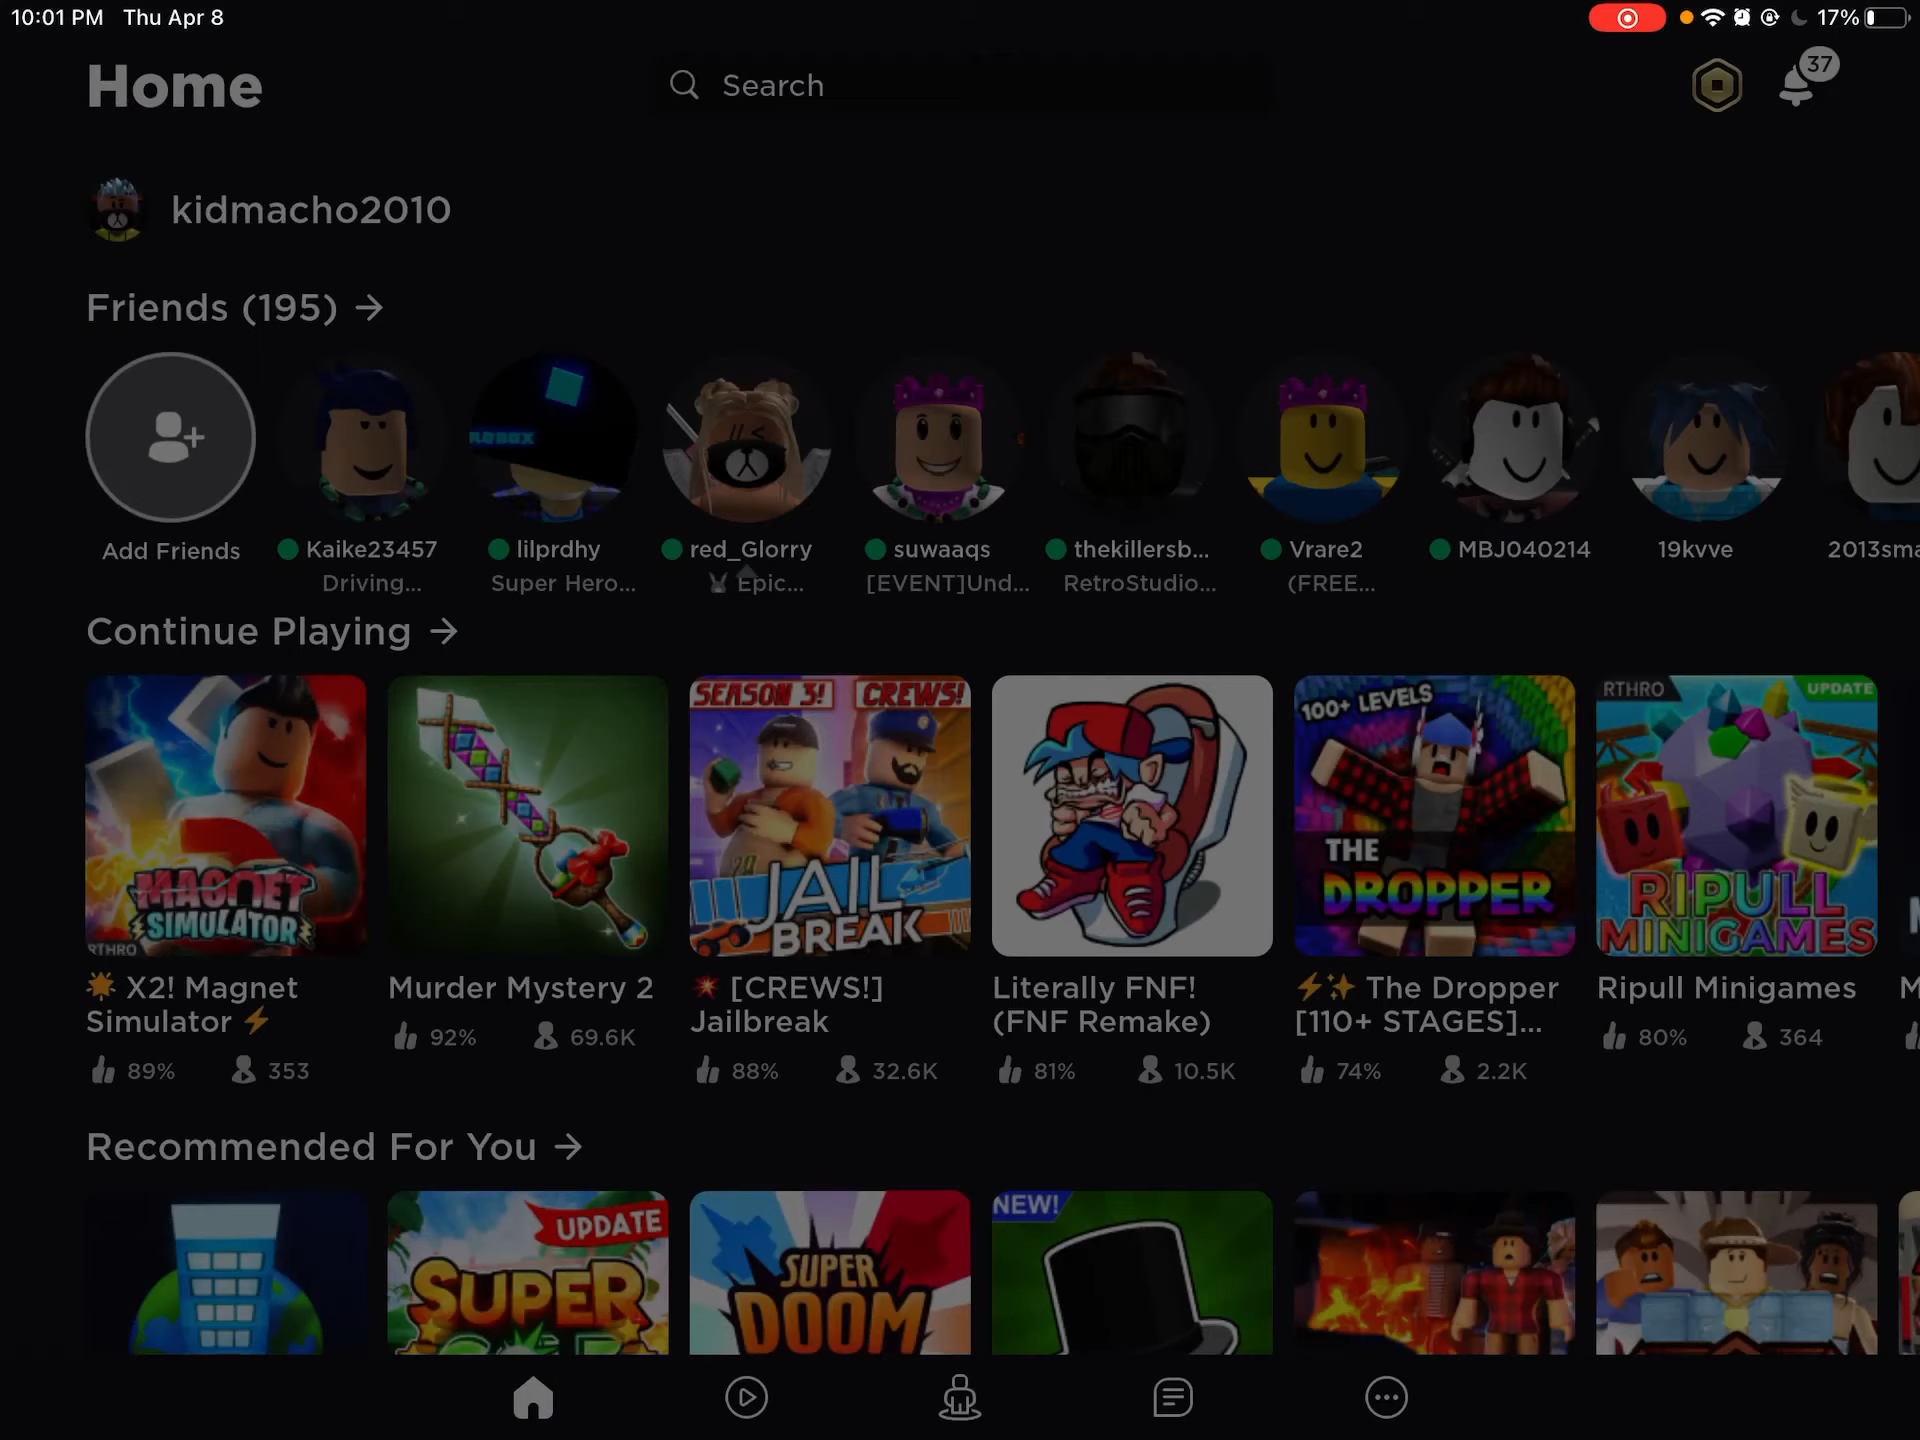 10:01 PM Thu Apr 8
17%
Home
Search
37
kidmacho2010
Friends (195)
ROBLOX
Add Friends
Kaike23457
lilprdhy
red_Glorry
suwaaqs
thekillersb...
Vrare2
MBJ040214
19kvve
2013sma
Driving...
Super Hero...
Epic...
[EVENT]Und...
RetroStudio...
(FREE...
Continue Playing
MAGNET
SIMULATOR
RTHRO
SEASON 3! CREWS!
JAIL
BREAK
100+ LEVELS
THE
DROPPER
RTHRO UPDATE
RIPULL
MINIGAMES
X2! Magnet
Simulator
89% 353
Murder Mystery 2
92% 69.6K
[CREWS!]
Jailbreak
88% 32.6K
Literally FNF!
(FNF Remake)
81% 10.5K
The Dropper
[110+ STAGES]...
74% 2.2K
Ripull Minigames
80% 364
M
Recommended For You
UPDATE
SUPER
SUPER
DOOM
NEW!